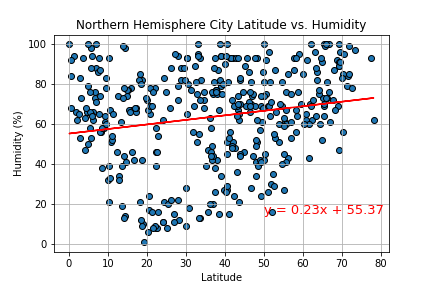 Northern Hemisphere City Latitude vs. Humidity
100
80
60
40
20
0
Humidity (%)
y = 0.23x + 55.37
0 10 20 30 40 50 60 70 80
Latitude